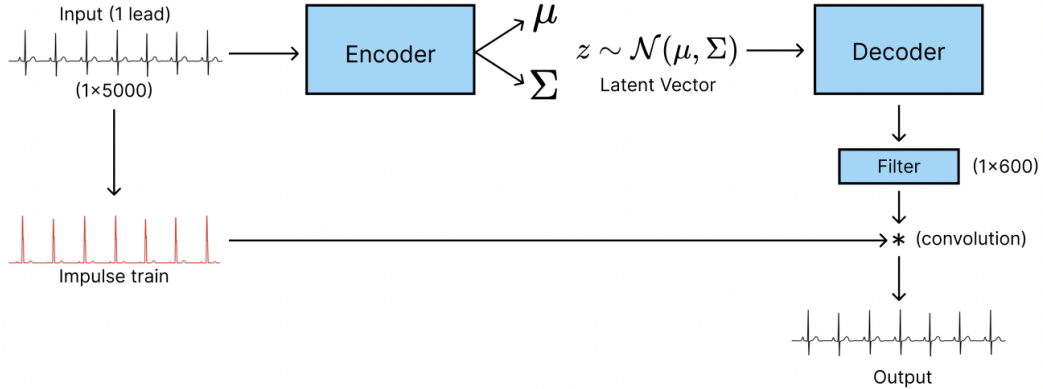 Input (1 lead)
(1×5000)
Encoder
μ
Σ
z ∼ N(μ, Σ)
Latent Vector
Decoder
Filter
(1×600)
* (convolution)
Impulse train
Output